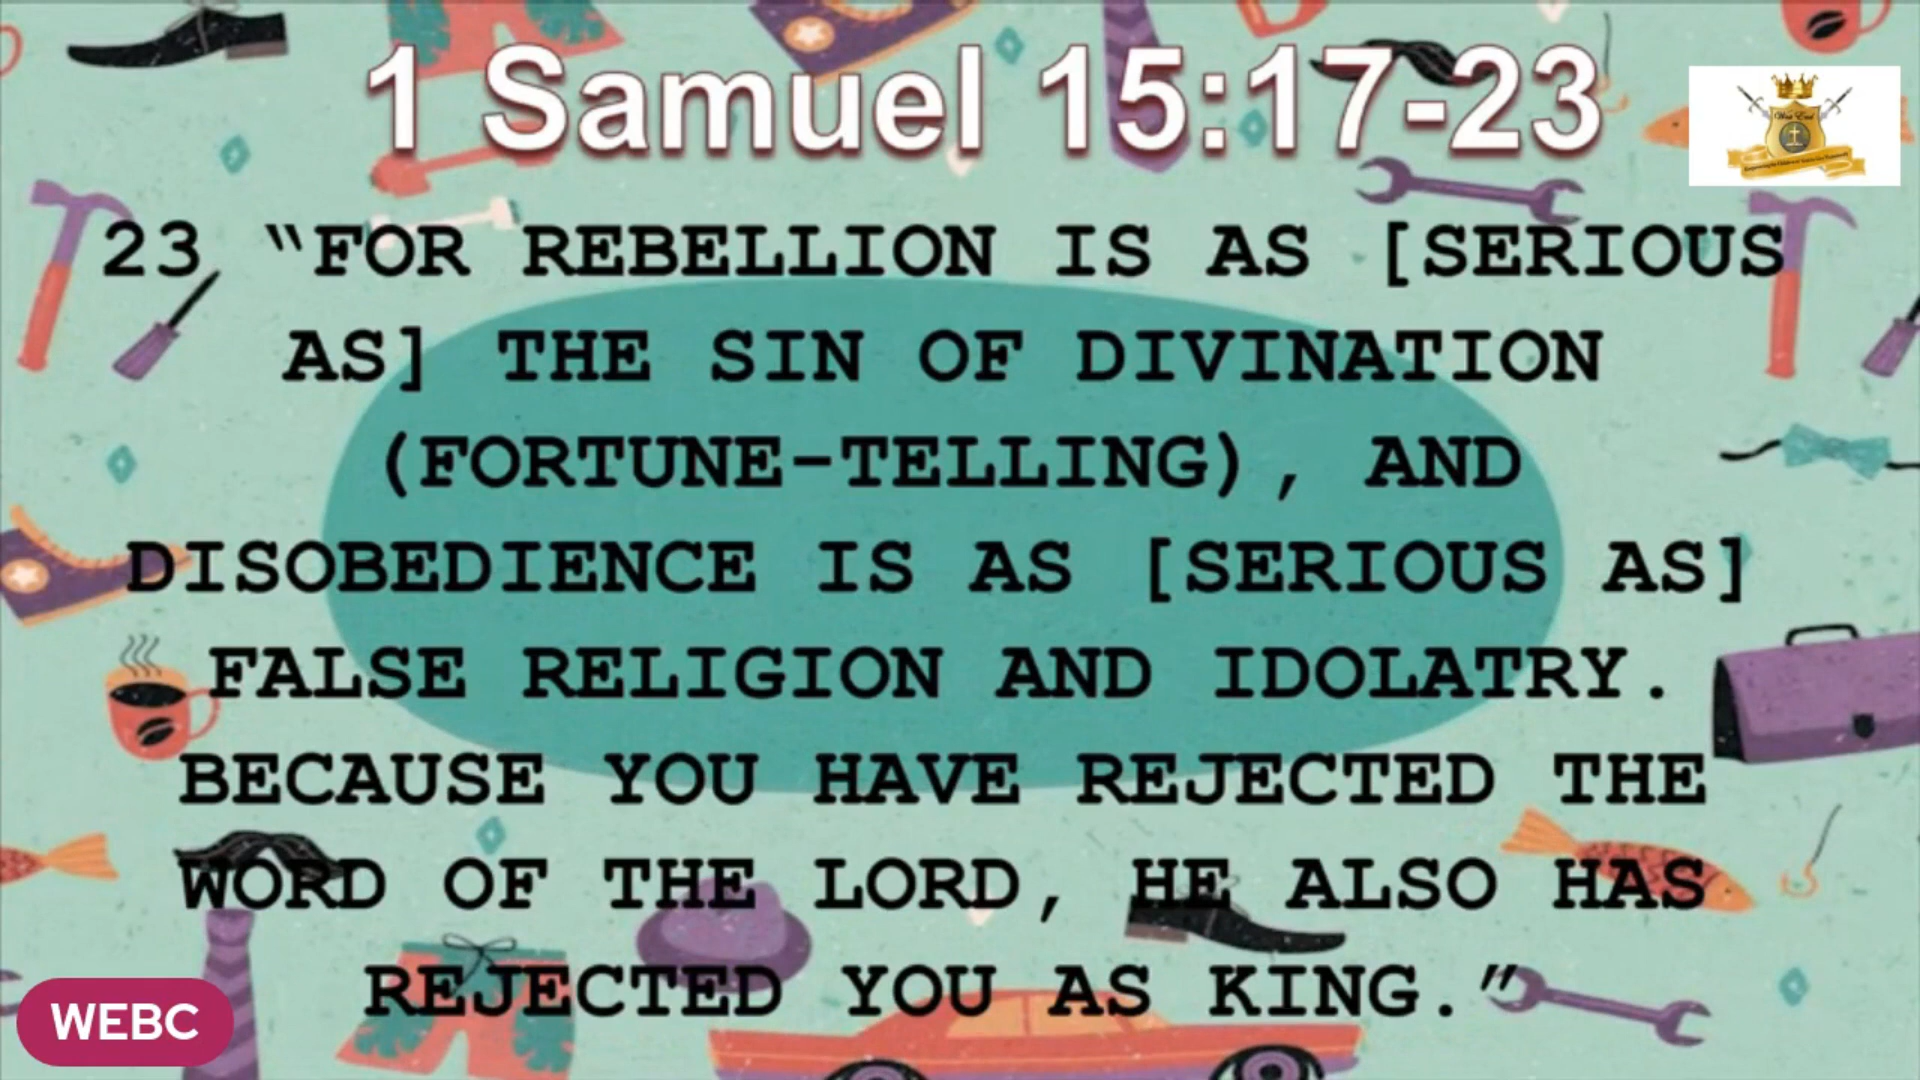 1 Samuel 15:17-23
West End
23 “FOR REBELLION IS AS [SERIOUS
AS] THE SIN OF DIVINATION
(FORTUNE-TELLING), AND
DISOBEDIENCE IS AS [SERIOUS AS]
FALSE RELIGION AND IDOLATRY.
BECAUSE YOU HAVE REJECTED THE
WORD OF THE LORD, HE ALSO HAS
REJECTED YOU AS KING.”
WEBC